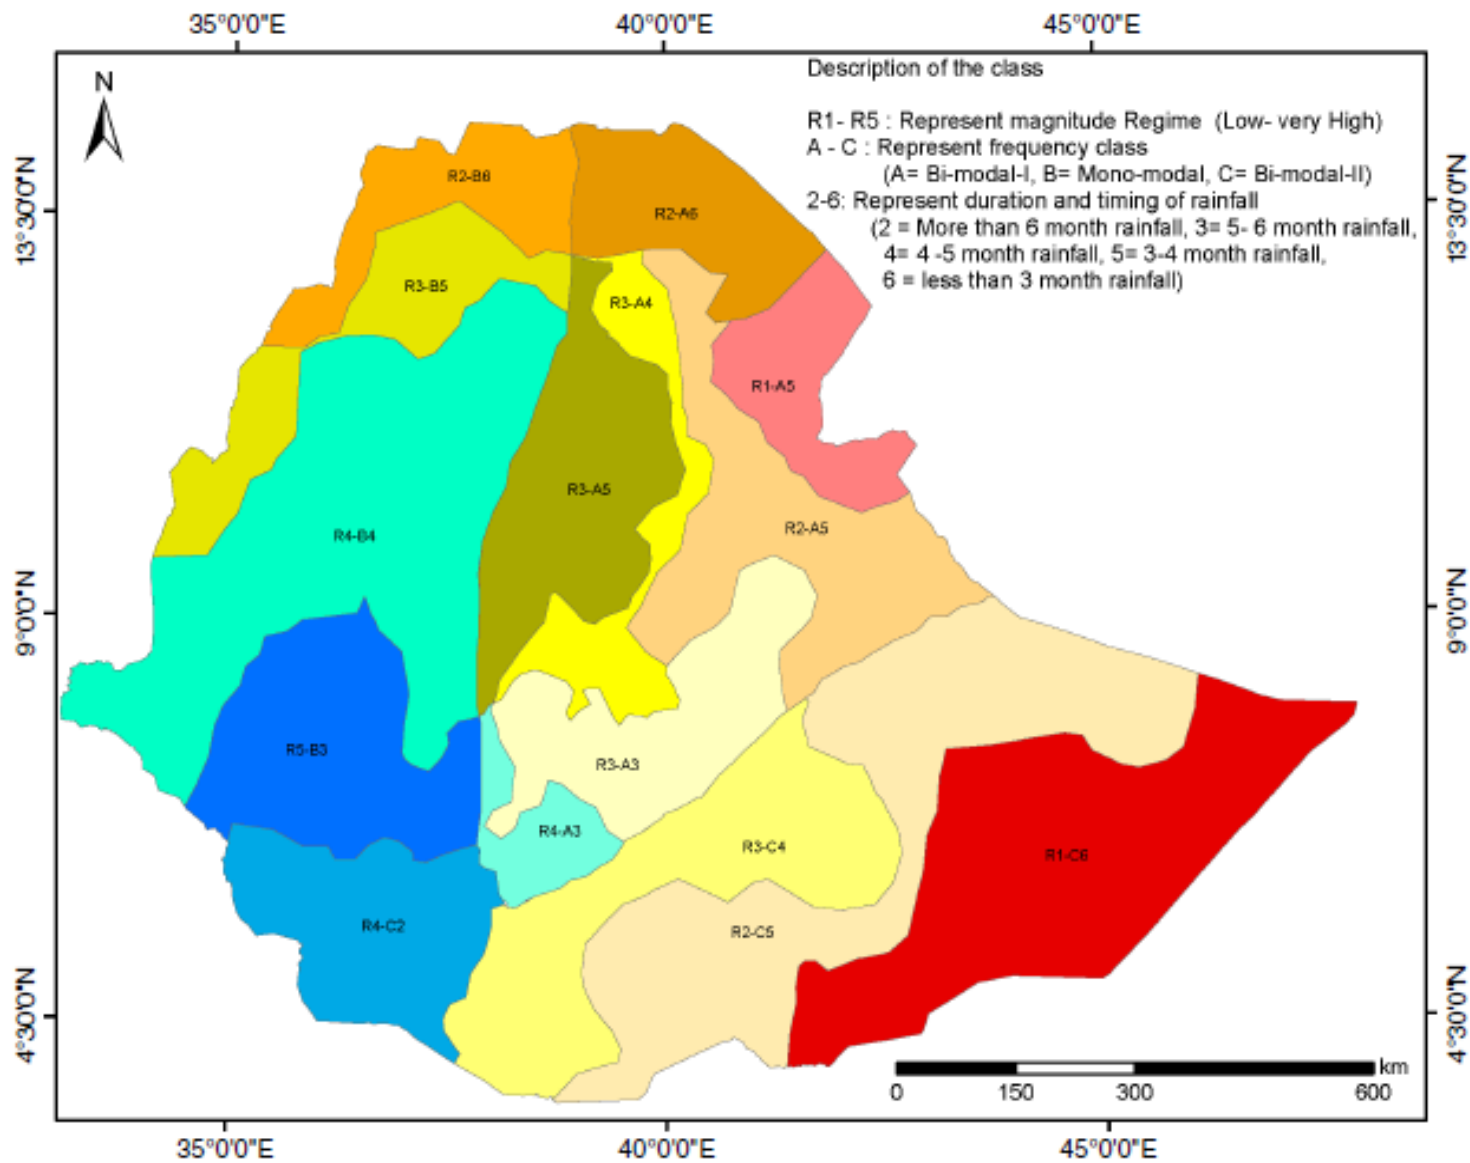 35°0'0"E 40°0'0"E 45°0'0"E
N
Description of the class
R1- R5 : Represent magnitude Regime (Low- very High)
A - C : Represent frequency class
(A= Bi-modal-I, B= Mono-modal, C= Bi-modal-II)
2-6: Represent duration and timing of rainfall
(2 = More than 6 month rainfall, 3= 5- 6 month rainfall,
4= 4 -5 month rainfall, 5= 3-4 month rainfall,
6 = less than 3 month rainfall)
13°30'0"N
13°30'0"N
R2-B6
R2-A6
R3-B5
R3-A4
R1-A5
R3-A5
R2-A5
R4-B4
9°0'0"N
9°0'0"N
R5-B3
R3-A3
R4-A3
R3-C4
R1-C6
R4-C2
R2-C5
4°30'0"N
4°30'0"N
km
0 150 300 600
35°0'0"E 40°0'0"E 45°0'0"E